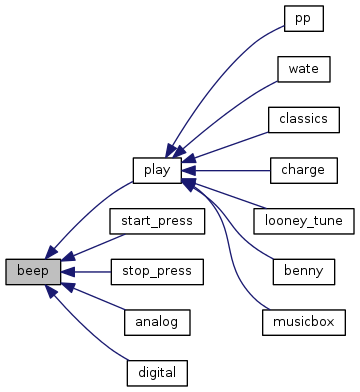 pp
wate
classics
play
charge
looney_tune
start_press
beep
stop_press
benny
analog
musicbox
digital